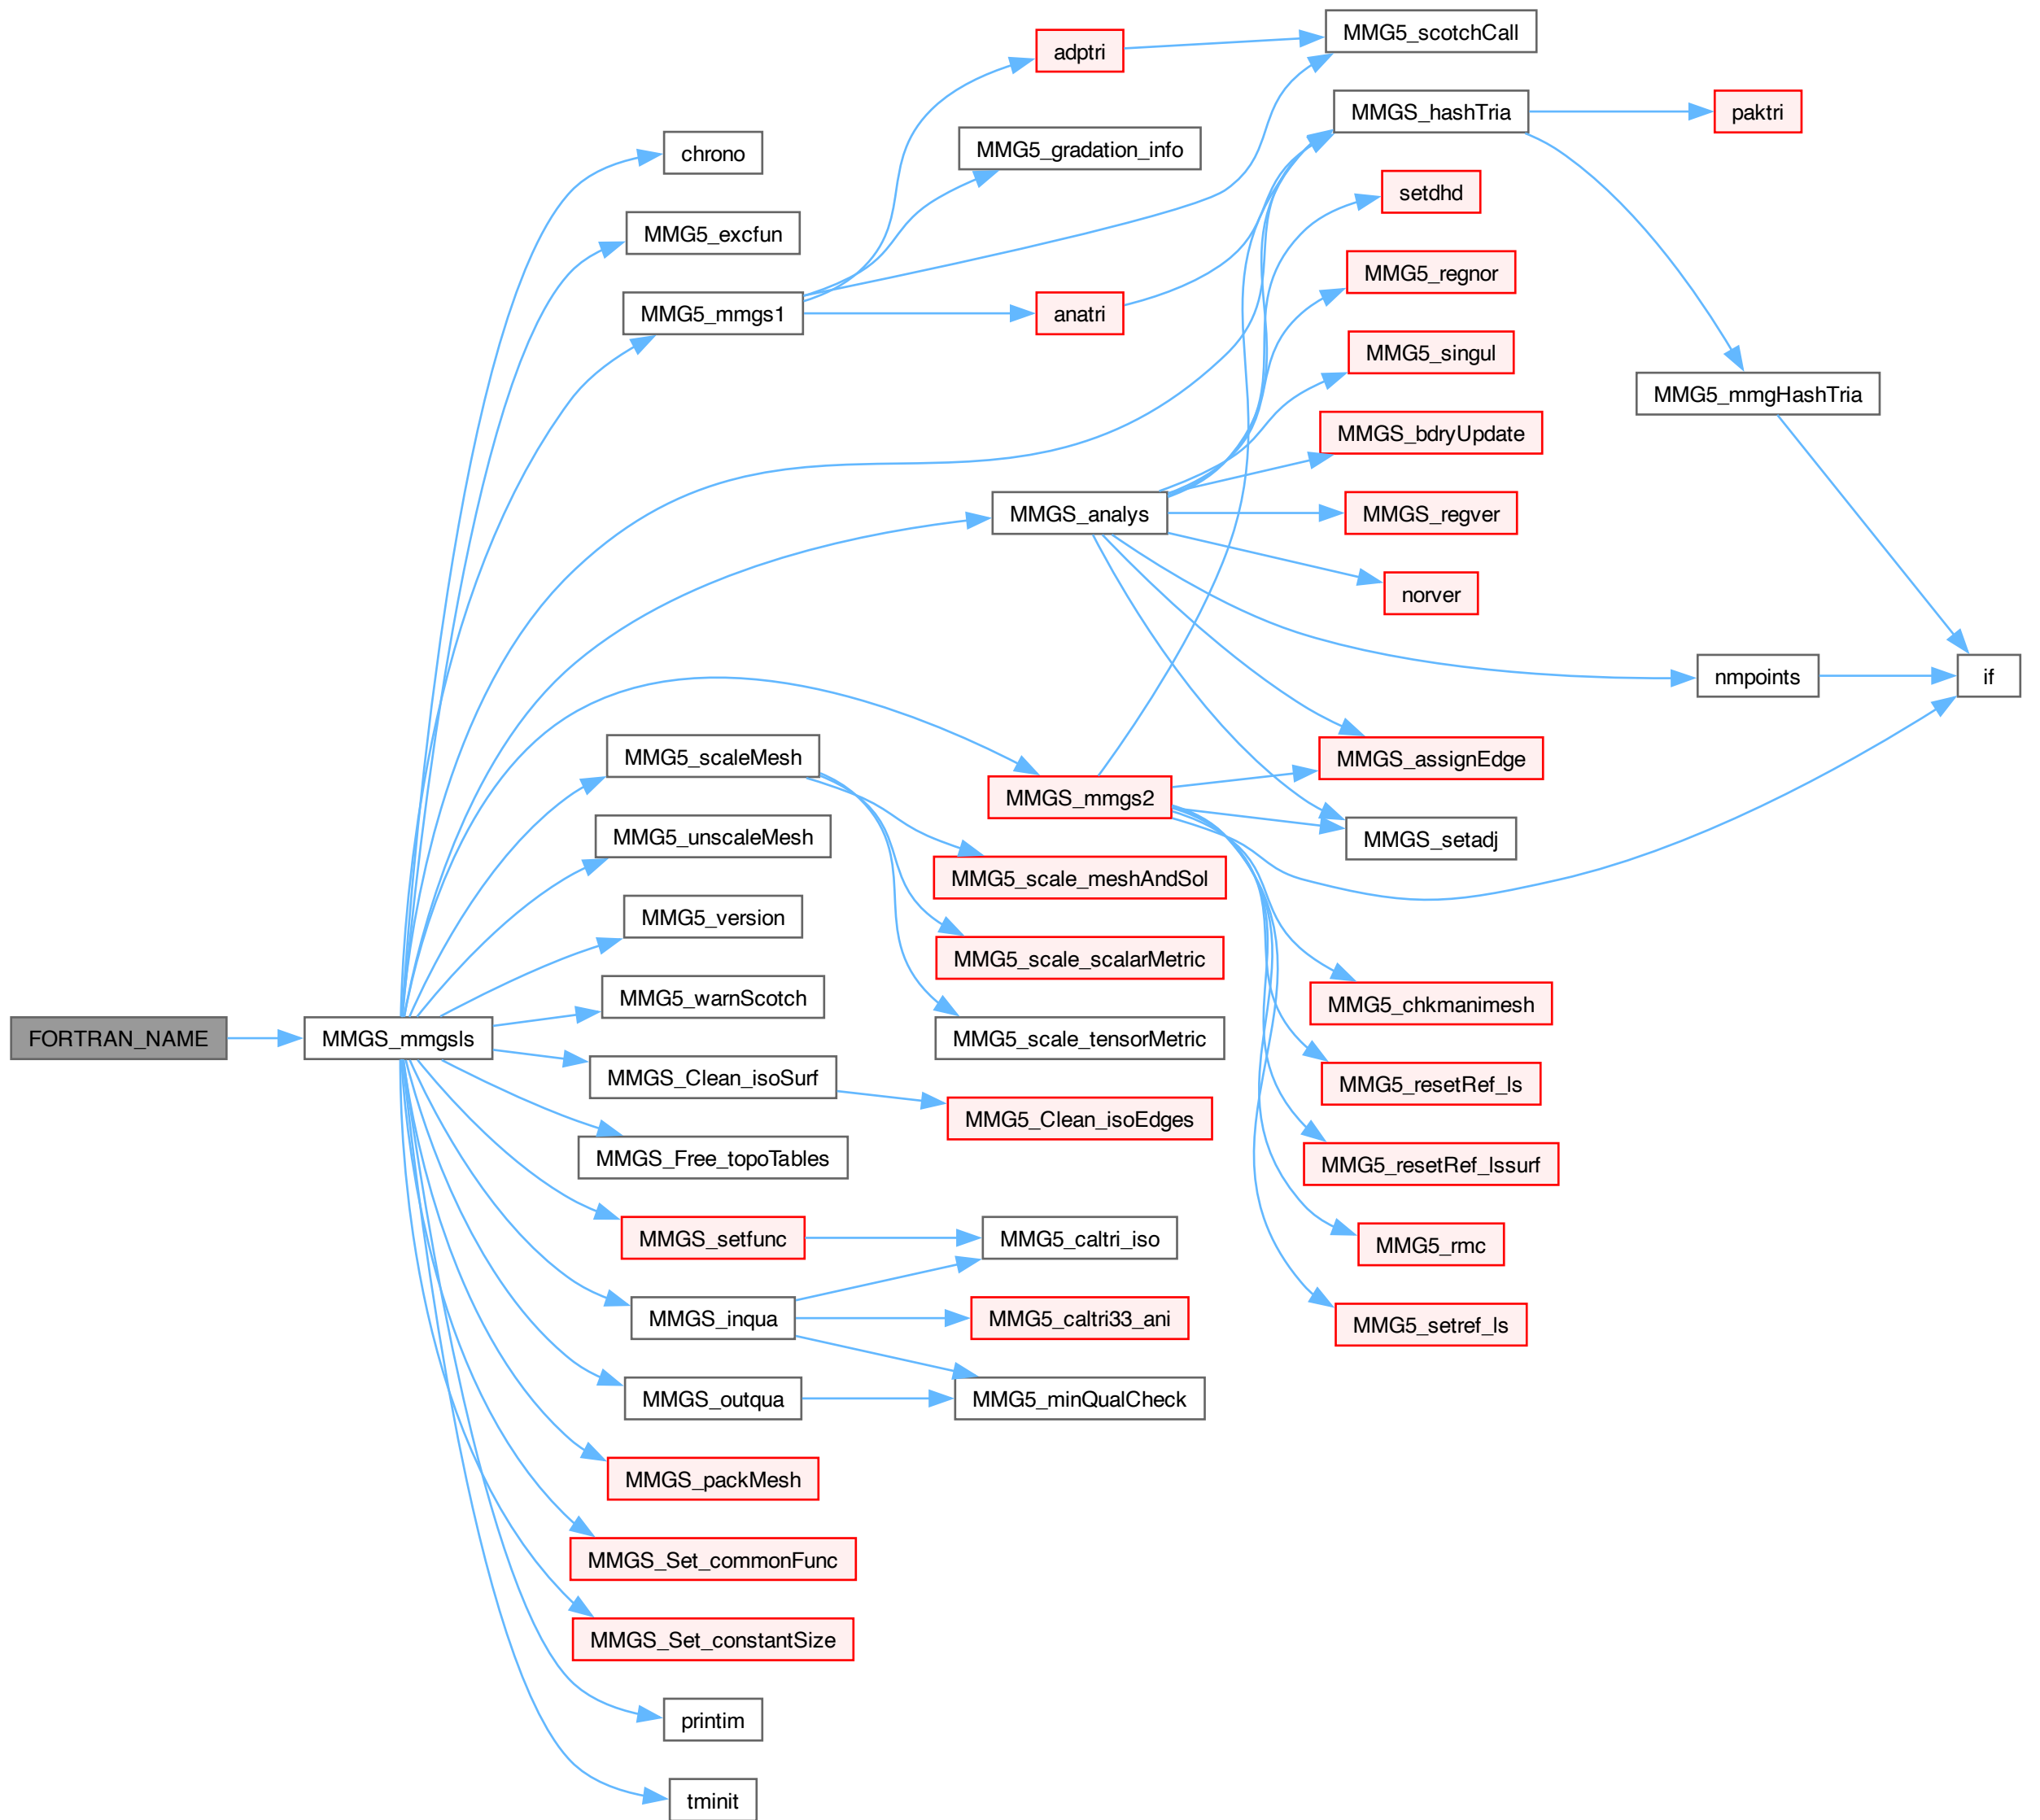 FORTRAN_NAME
MMGS_mmgsls
chrono
MMG5_excfun
MMG5_mmgs1
MMG5_scaleMesh
MMG5_unscaleMesh
MMG5_version
MMG5_warnScotch
MMGS_Clean_isoSurf
MMGS_Free_topoTables
MMGS_setfunc
MMGS_inqua
MMGS_outqua
MMGS_packMesh
MMGS_Set_commonFunc
MMGS_Set_constantSize
printim
tminit
adptri
MMG5_gradation_info
anatri
MMGS_analys
MMGS_mmgs2
MMG5_scale_meshAndSol
MMG5_scale_scalarMetric
MMG5_scale_tensorMetric
MMG5_Clean_isoEdges
MMG5_caltri_iso
MMG5_caltri33_ani
MMG5_minQualCheck
MMG5_scotchCall
MMGS_hashTria
setdhd
MMG5_regnor
MMG5_singul
MMGS_bdryUpdate
MMGS_regver
norver
MMGS_assignEdge
MMGS_setadj
MMG5_chkmanimesh
MMG5_resetRef_ls
MMG5_resetRef_lssurf
MMG5_rmc
MMG5_setref_ls
paktri
MMG5_mmgHashTria
nmpoints
if